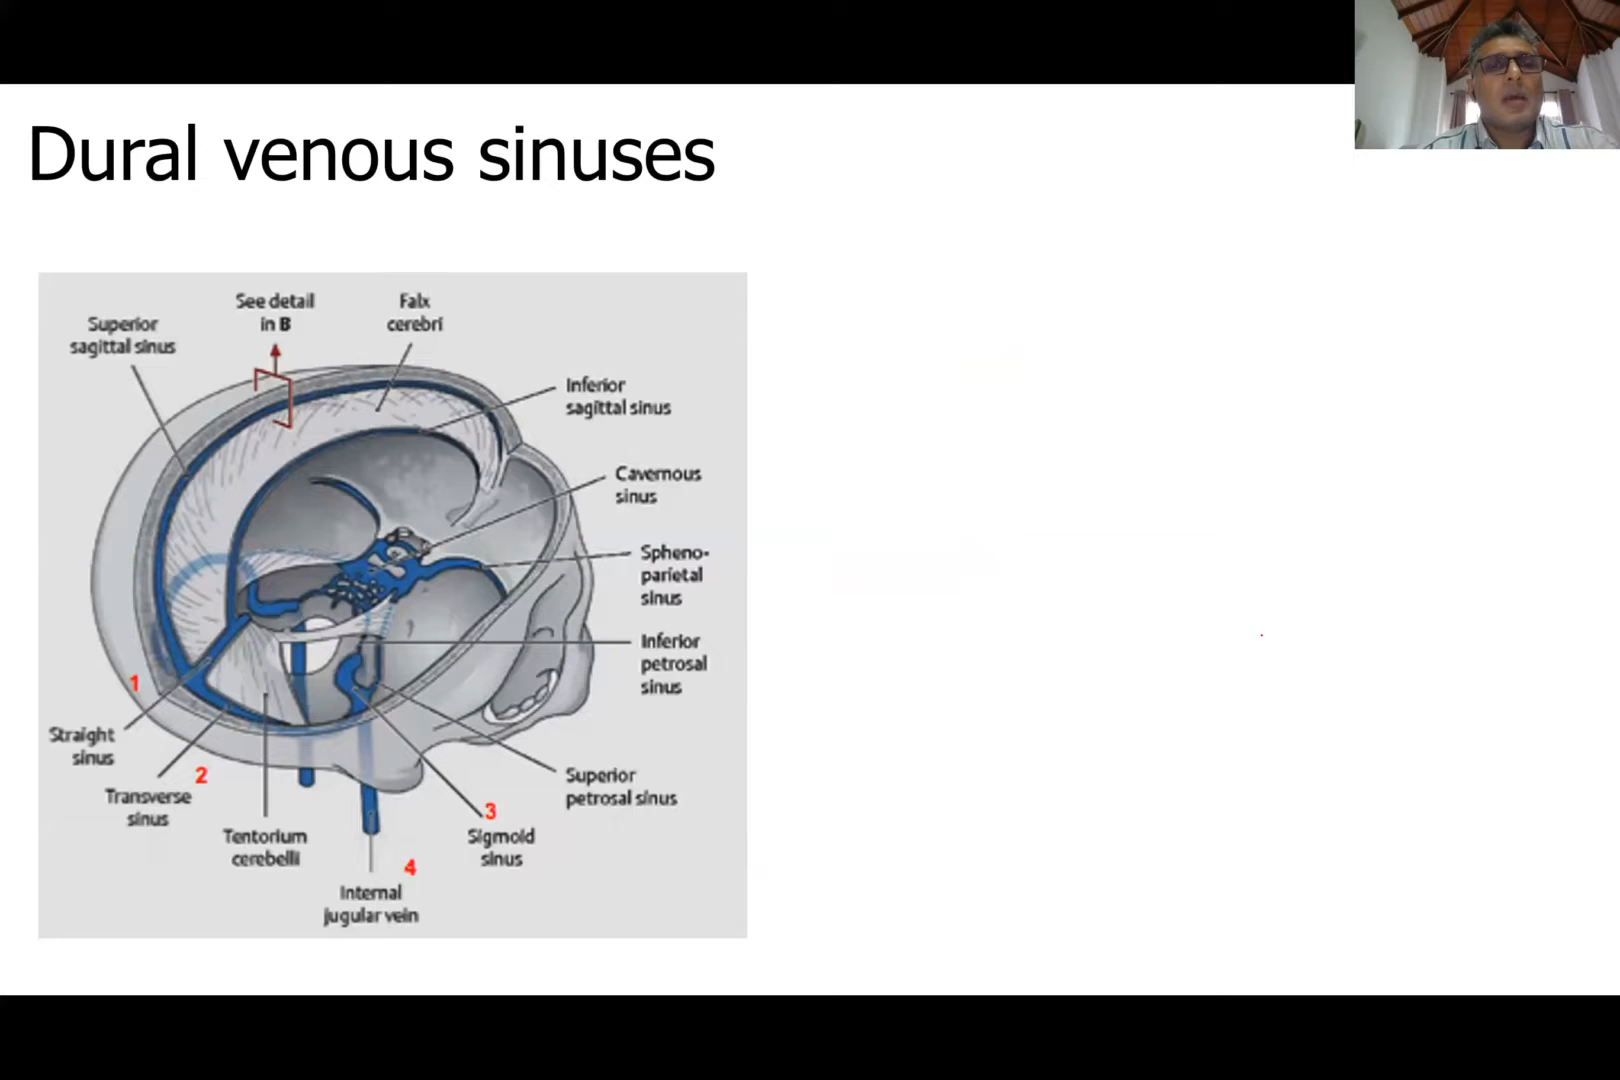 Dural venous sinuses
See detail
in B
Falx
cerebri
Superior
sagittal sinus
Inferior
sagittal sinus
Cavernous
sinus
Spheno-
parietal
sinus
Inferior
petrosal
sinus
1
Straight
sinus
2
Transverse
sinus
Superior
petrosal sinus
3
Sigmoid
sinus
Tentorium
cerebelli
4
Internal
jugular vein